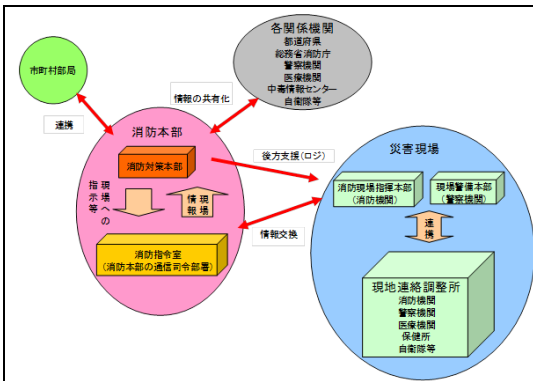 各関係機関
都道府県
総務省消防庁
警察機関
医療機関
中毒情報センター
自衛隊等
市町村部局
情報の共有化
連携
消防本部
災害現場
消防対策本部
後方支援(ロジ)
消防現場指揮本部
(消防機関)
現場警備本部
(警察機関)
現場への
指示等
現場
情報
連携
情報交換
消防指令室
(消防本部の通信司令部署)
現地連絡調整所
消防機関
警察機関
医療機関
保健所
自衛隊等